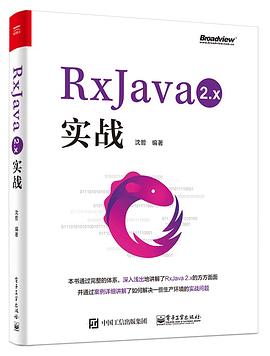 Broadview®
RxJava 2.x
实战
沈哲 编著
RxJava 2.x 实战
沈哲 编著
本书通过完整的体系，深入浅出地讲解了RxJava 2.x的方方面面
并通过案例详细讲解了如何解决一些生产环境的实战问题
中国工信出版集团
电子工业出版社